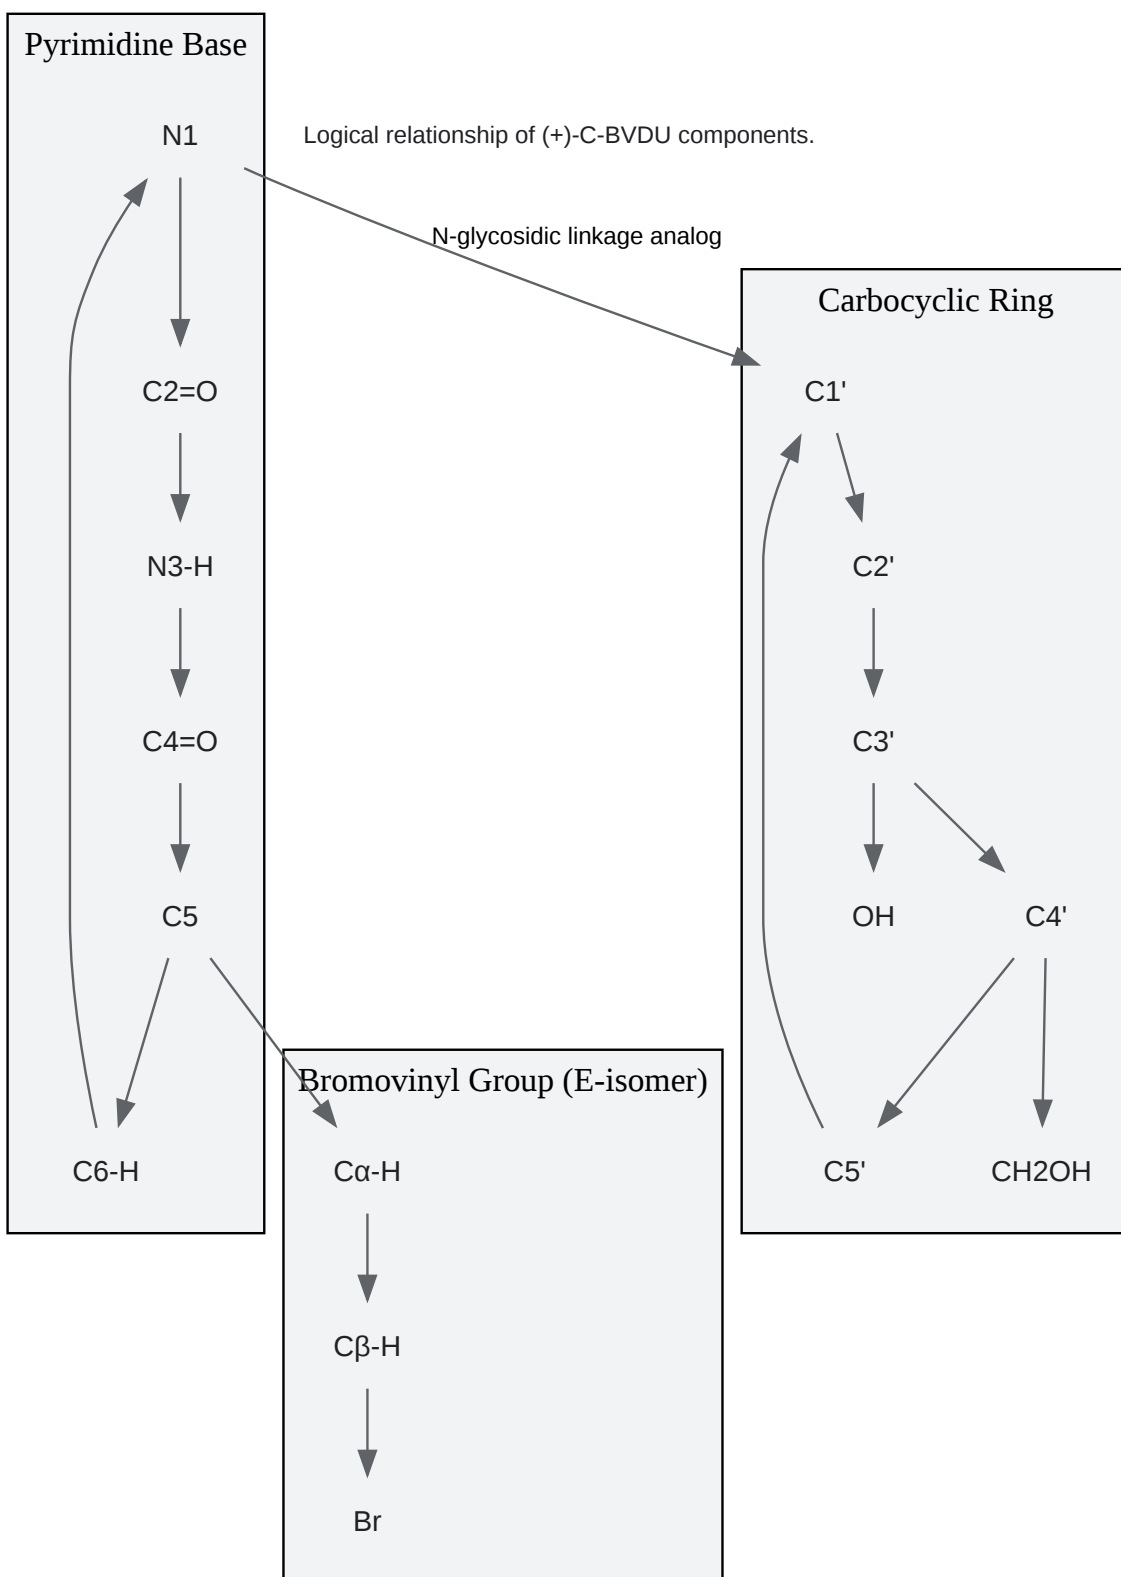 Pyrimidine Base
N1
Logical relationship of (+)-C-BVDU components.
N-glycosidic linkage analog
Carbocyclic Ring
C2=O
C1'
N3-H
C2'
C4=O
C3'
C5
OH
C4'
Bromovinyl Group (E-isomer)
C6-H
Cα-H
C5'
CH2OH
Cβ-H
Br